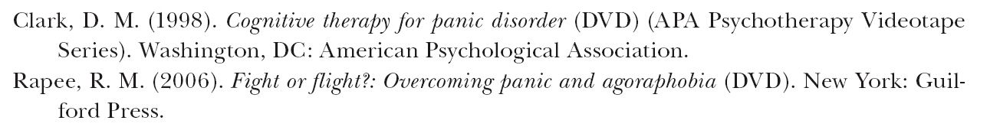 Clark, D. M. (1998). Cognitive therapy for panic disorder (DVD) (APA Psychotherapy Videotape
Series). Washington, DC: American Psychological Association.
Rapee, R. M. (2006). Fight or flight?: Overcoming panic and agoraphobia (DVD). New York: Guil-
ford Press.